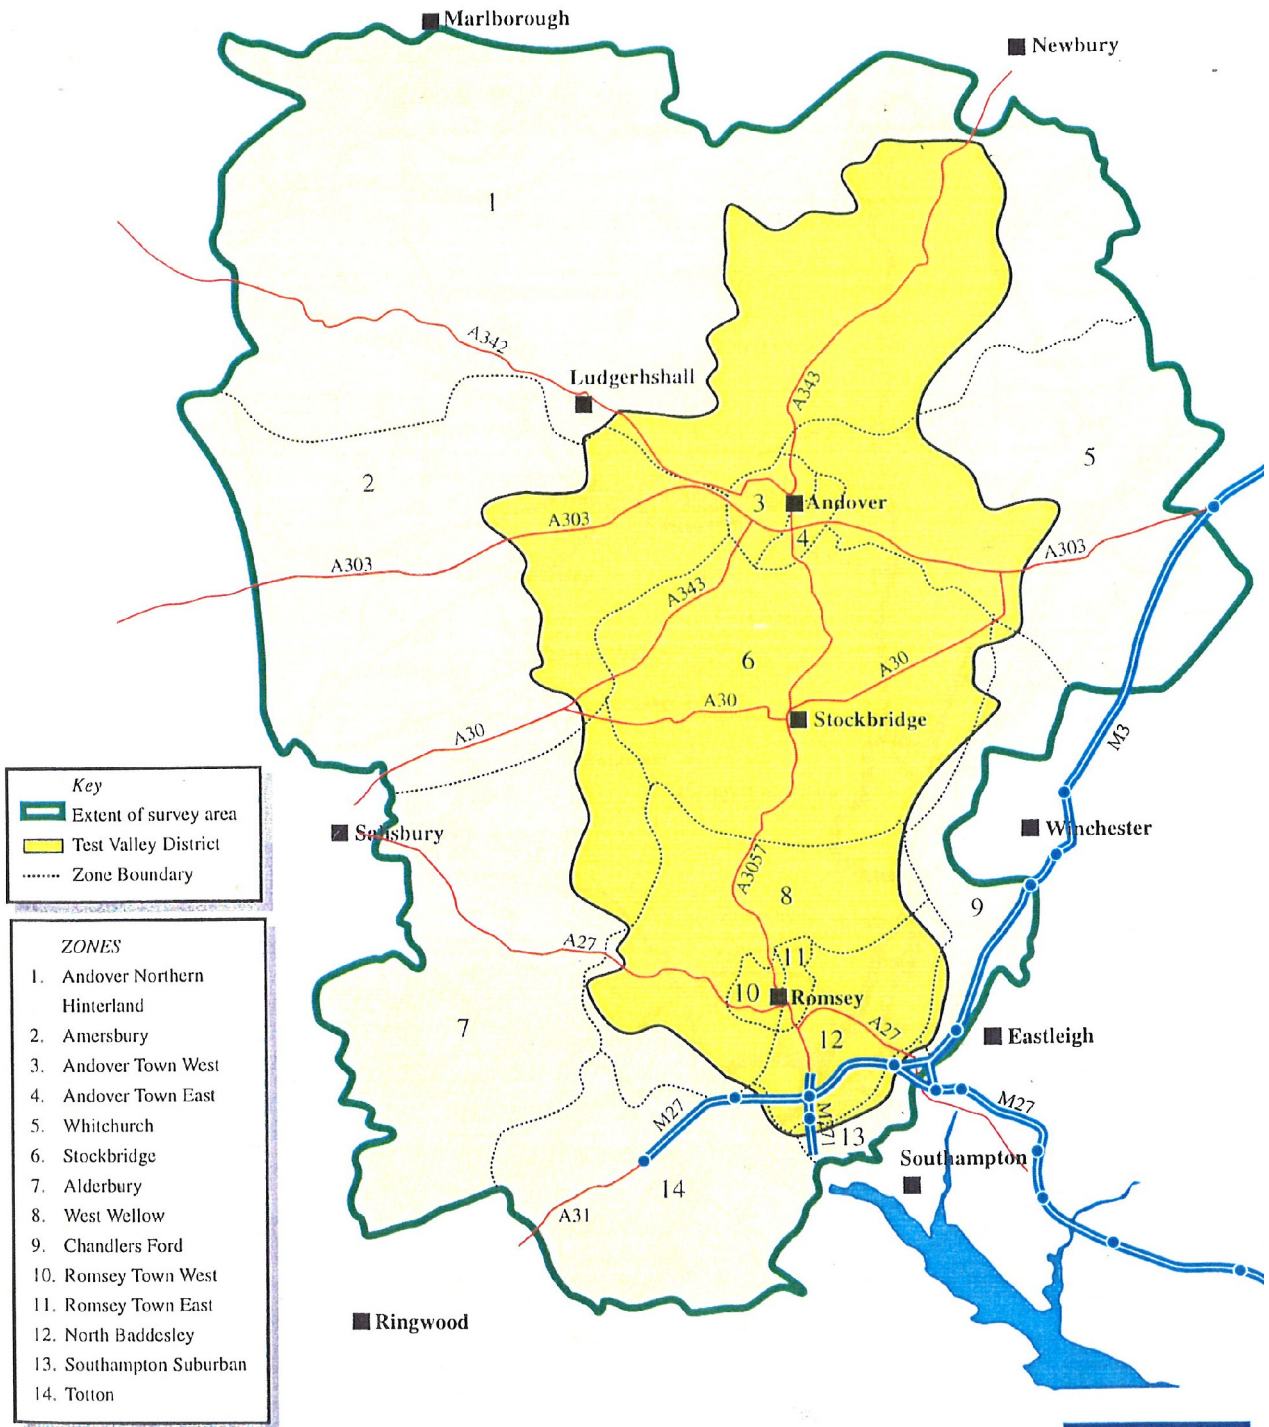 Marlborough
Newbury
1
A342
Ludgerhshall
A343
2
5
3
Andover
A303
4
A303
A303
A343
6
A30
A30
Stockbridge
A30
M3
Key
Extent of survey area
Test Valley District
Zone Boundary
Salisbury
Winchester
A3057
8
9
A27
11
10
Romsey
7
12
A27
Eastleigh
M27
M27
M271
13
Southampton
14
A31
Ringwood
ZONES
1. Andover Northern
Hinterland
2. Amersbury
3. Andover Town West
4. Andover Town East
5. Whitchurch
6. Stockbridge
7. Alderbury
8. West Wellow
9. Chandlers Ford
10. Romsey Town West
11. Romsey Town East
12. North Baddesley
13. Southampton Suburban
14. Totton